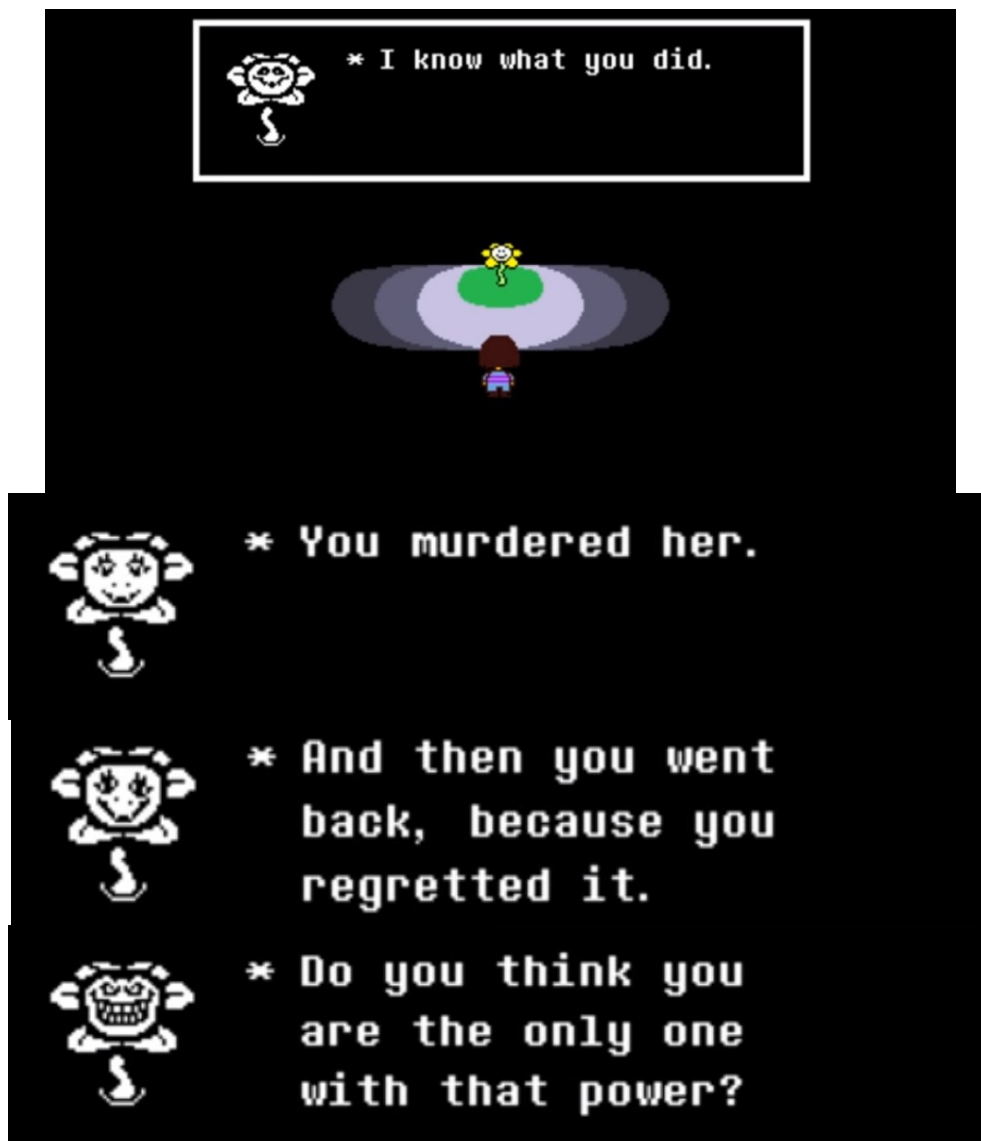 * I know what you did.
* You murdered her.
* And then you went
back, because you
regretted it.
* Do you think you
are the only one
with that power?